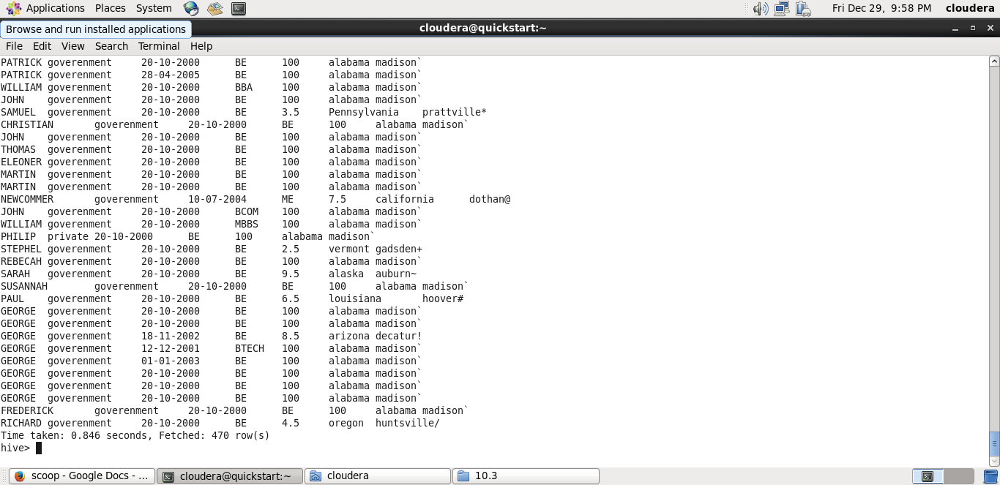 Applications Places System Fri Dec 29, 9:58 PM cloudera
Browse and run installed applications cloudera@quickstart:~
File Edit View Search Terminal Help
PATRICK goverenment 20-10-2000 BE 100 alabama madison`
PATRICK goverenment 28-04-2005 BE 100 alabama madison`
WILLIAM goverenment 20-10-2000 BBA 100 alabama madison`
JOHN goverenment 20-10-2000 BE 100 alabama madison`
SAMUEL goverenment 20-10-2000 BE 3.5 Pennsylvania prattville*
CHRISTIAN goverenment 20-10-2000 BE 100 alabama madison`
JOHN goverenment 20-10-2000 BE 100 alabama madison`
THOMAS goverenment 20-10-2000 BE 100 alabama madison`
ELEONER goverenment 20-10-2000 BE 100 alabama madison`
MARTIN goverenment 20-10-2000 BE 100 alabama madison`
MARTIN goverenment 20-10-2000 BE 100 alabama madison`
NEWCOMMER goverenment 10-07-2004 ME 7.5 california dothan@
JOHN goverenment 20-10-2000 BCOM 100 alabama madison`
WILLIAM goverenment 20-10-2000 MBBS 100 alabama madison`
PHILIP private 20-10-2000 BE 100 alabama madison`
STEPHEL goverenment 20-10-2000 BE 2.5 vermont gadsden+
REBECAH goverenment 20-10-2000 BE 100 alabama madison`
SARAH goverenment 20-10-2000 BE 9.5 alaska auburn~
SUSANNAH goverenment 20-10-2000 BE 100 alabama madison`
PAUL goverenment 20-10-2000 BE 6.5 louisiana hoover#
GEORGE goverenment 20-10-2000 BE 100 alabama madison`
GEORGE goverenment 20-10-2000 BE 100 alabama madison`
GEORGE goverenment 18-11-2002 BE 8.5 arizona decatur!
GEORGE goverenment 12-12-2001 BTECH 100 alabama madison`
GEORGE goverenment 01-01-2003 BE 100 alabama madison`
GEORGE goverenment 20-10-2000 BE 100 alabama madison`
GEORGE goverenment 20-10-2000 BE 100 alabama madison`
GEORGE goverenment 20-10-2000 BE 100 alabama madison`
FREDERICK goverenment 20-10-2000 BE 100 alabama madison`
RICHARD goverenment 20-10-2000 BE 4.5 oregon huntsville/
Time taken: 0.846 seconds, Fetched: 470 row(s)
hive>
scoop - Google Docs - ... cloudera@quickstart:~ cloudera 10.3